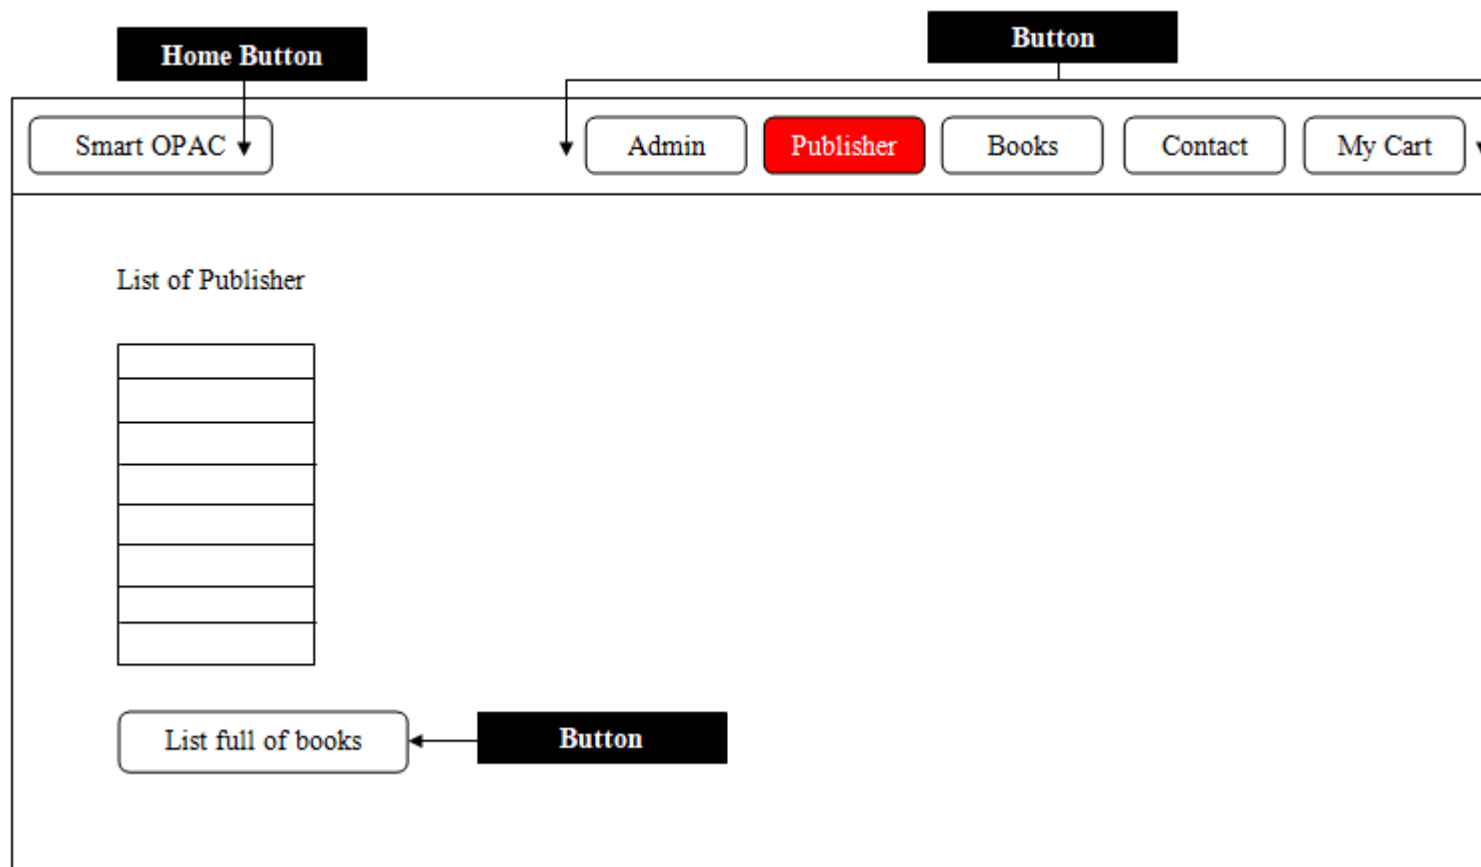 Home Button
Button
Smart OPAC
Admin
Publisher
Books
Contact
My Cart
List of Publisher
List full of books
Button